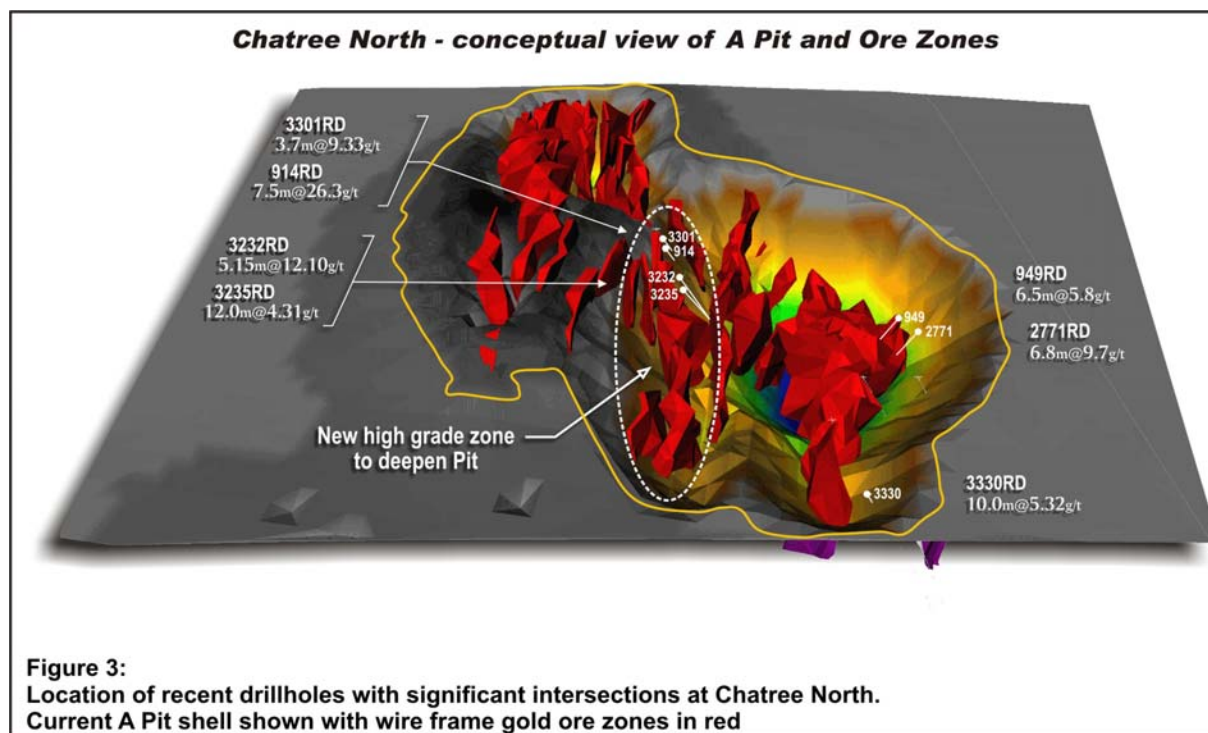 Chatree North - conceptual view of A Pit and Ore Zones
3301RD
3.7m@9.33g/t
914RD
7.5m@26.3g/t
3232RD
5.15m@12.10g/t
3235RD
12.0m@4.31g/t
3301
914
3232
3235
949
2771
3330
949RD
6.5m@5.8g/t
2771RD
6.8m@9.7g/t
3330RD
10.0m@5.32g/t
New high grade zone
to deepen Pit
Figure 3:
Location of recent drillholes with significant intersections at Chatree North.
Current A Pit shell shown with wire frame gold ore zones in red